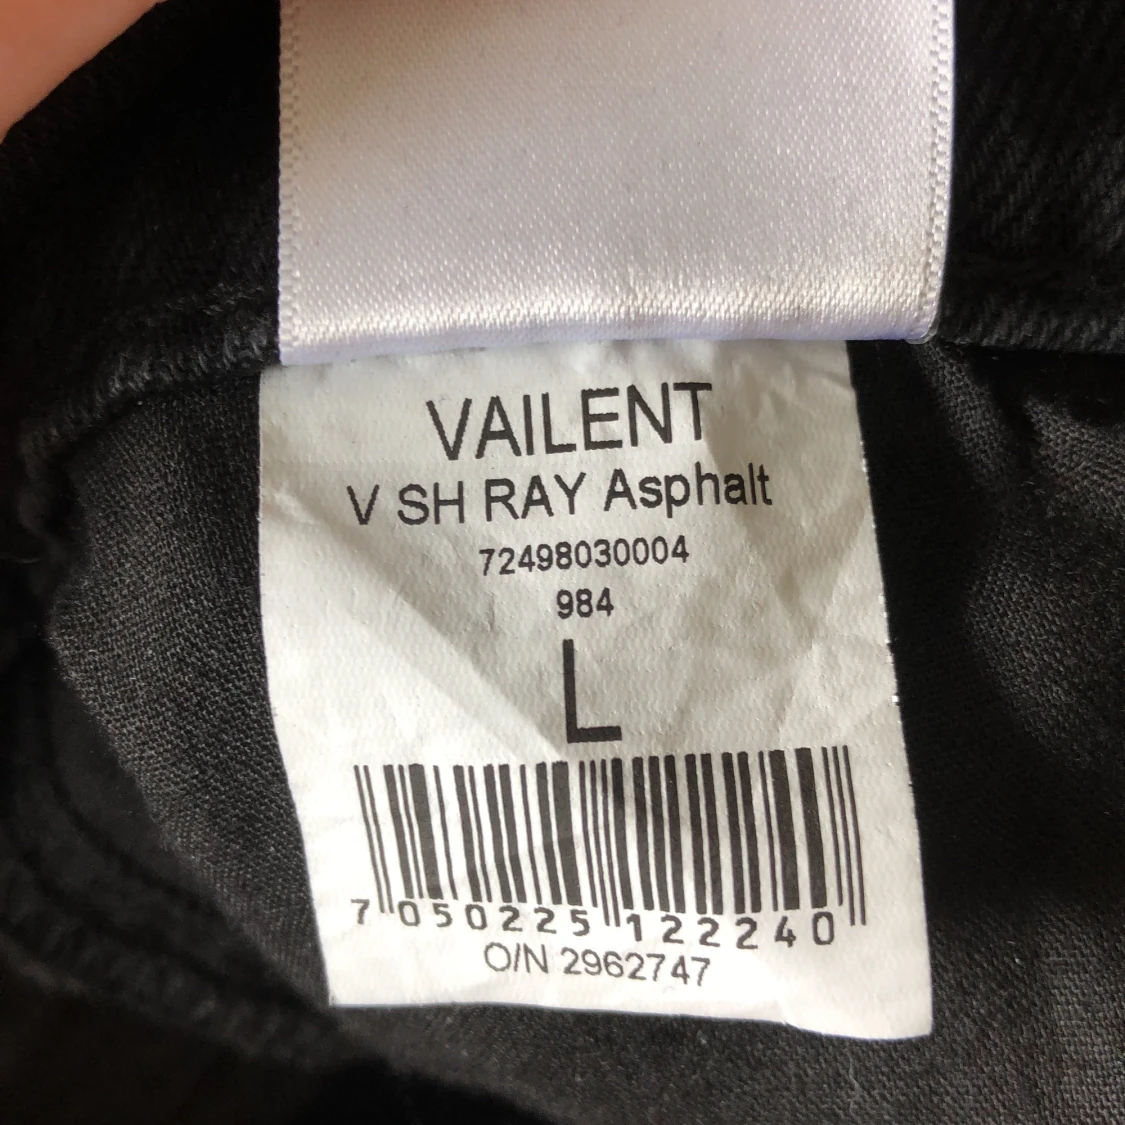 VAILENT
V SH RAY Asphalt
72498030004
984
L
7 050225 122240
O/N 2962747